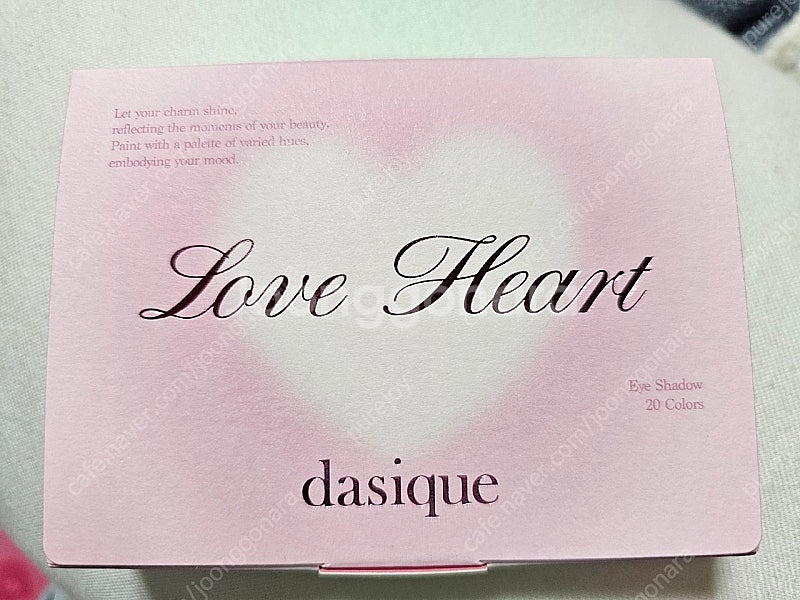 Let your charm shine,
reflecting the moments of your beauty,
Paint with a palette of varied hues,
embodying your mood.
Love Heart
Eye Shadow
20 Colors
dasique
cafe.naver.com/joonggonara
joonggonara